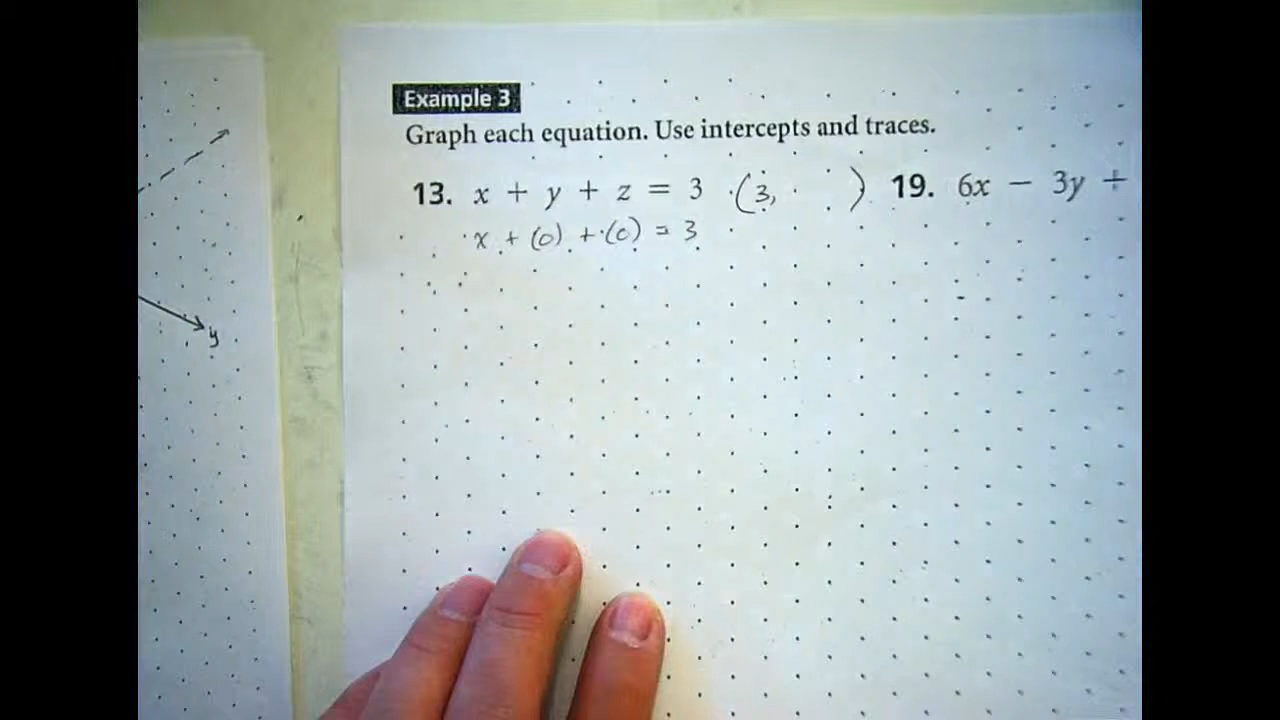 Example 3
Graph each equation. Use intercepts and traces.
13. x + y + z = 3 (3, ) 19. 6x − 3y +
x + (0) + (0) = 3
y